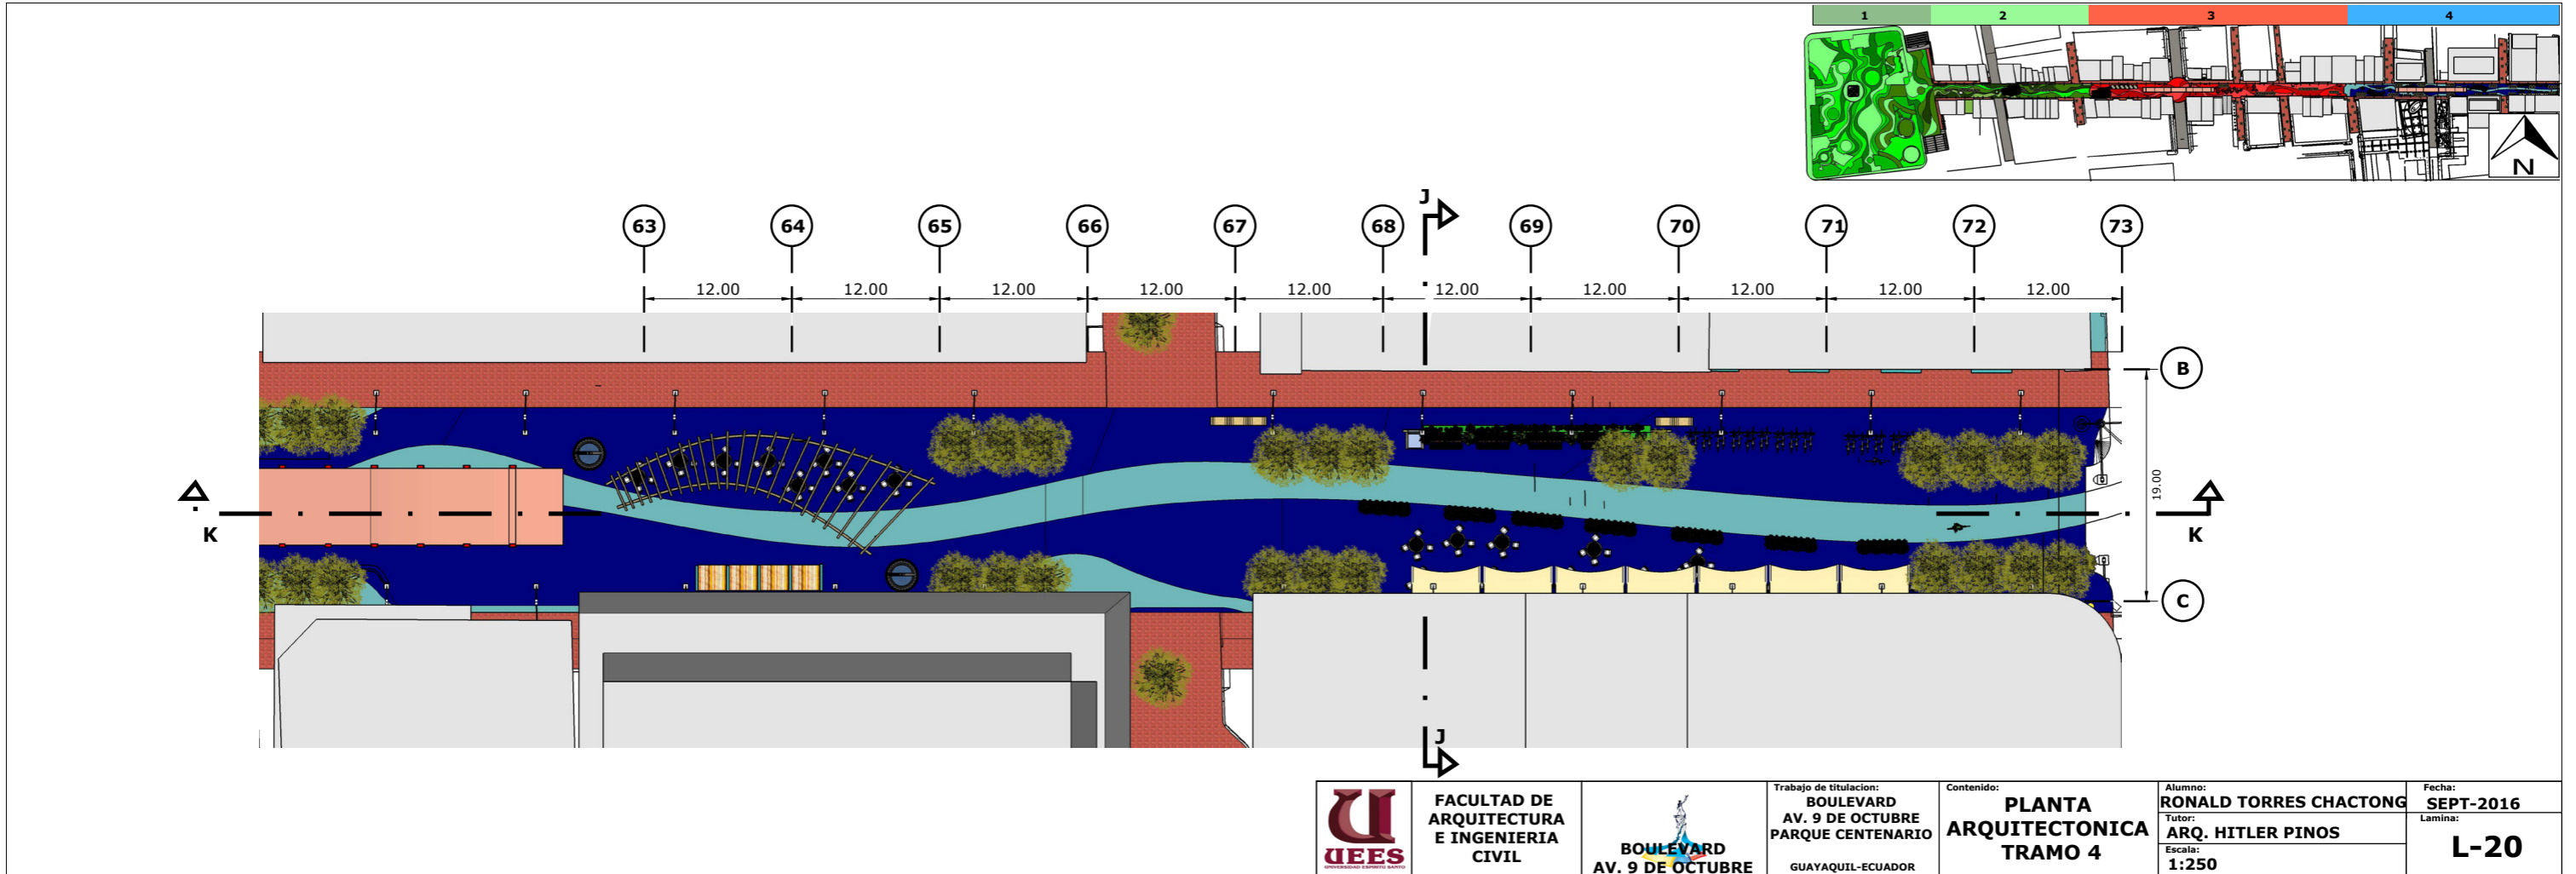 1 2 3 4
N
J
63 64 65 66 67 68 69 70 71 72 73
12.00 12.00 12.00 12.00 12.00 12.00 12.00 12.00 12.00 12.00
B
19.00
K K
C
J
UEES
UNIVERSIDAD ESPIRITU SANTO
FACULTAD DE
ARQUITECTURA
E INGENIERIA
CIVIL
BOULEVARD
AV. 9 DE OCTUBRE
Trabajo de titulacion:
BOULEVARD
AV. 9 DE OCTUBRE
PARQUE CENTENARIO
GUAYAQUIL-ECUADOR
Contenido:
PLANTA
ARQUITECTONICA
TRAMO 4
Alumno:
RONALD TORRES CHACTONG
Tutor:
ARQ. HITLER PINOS
Escala:
1:250
Fecha:
SEPT-2016
Lamina:
L-20